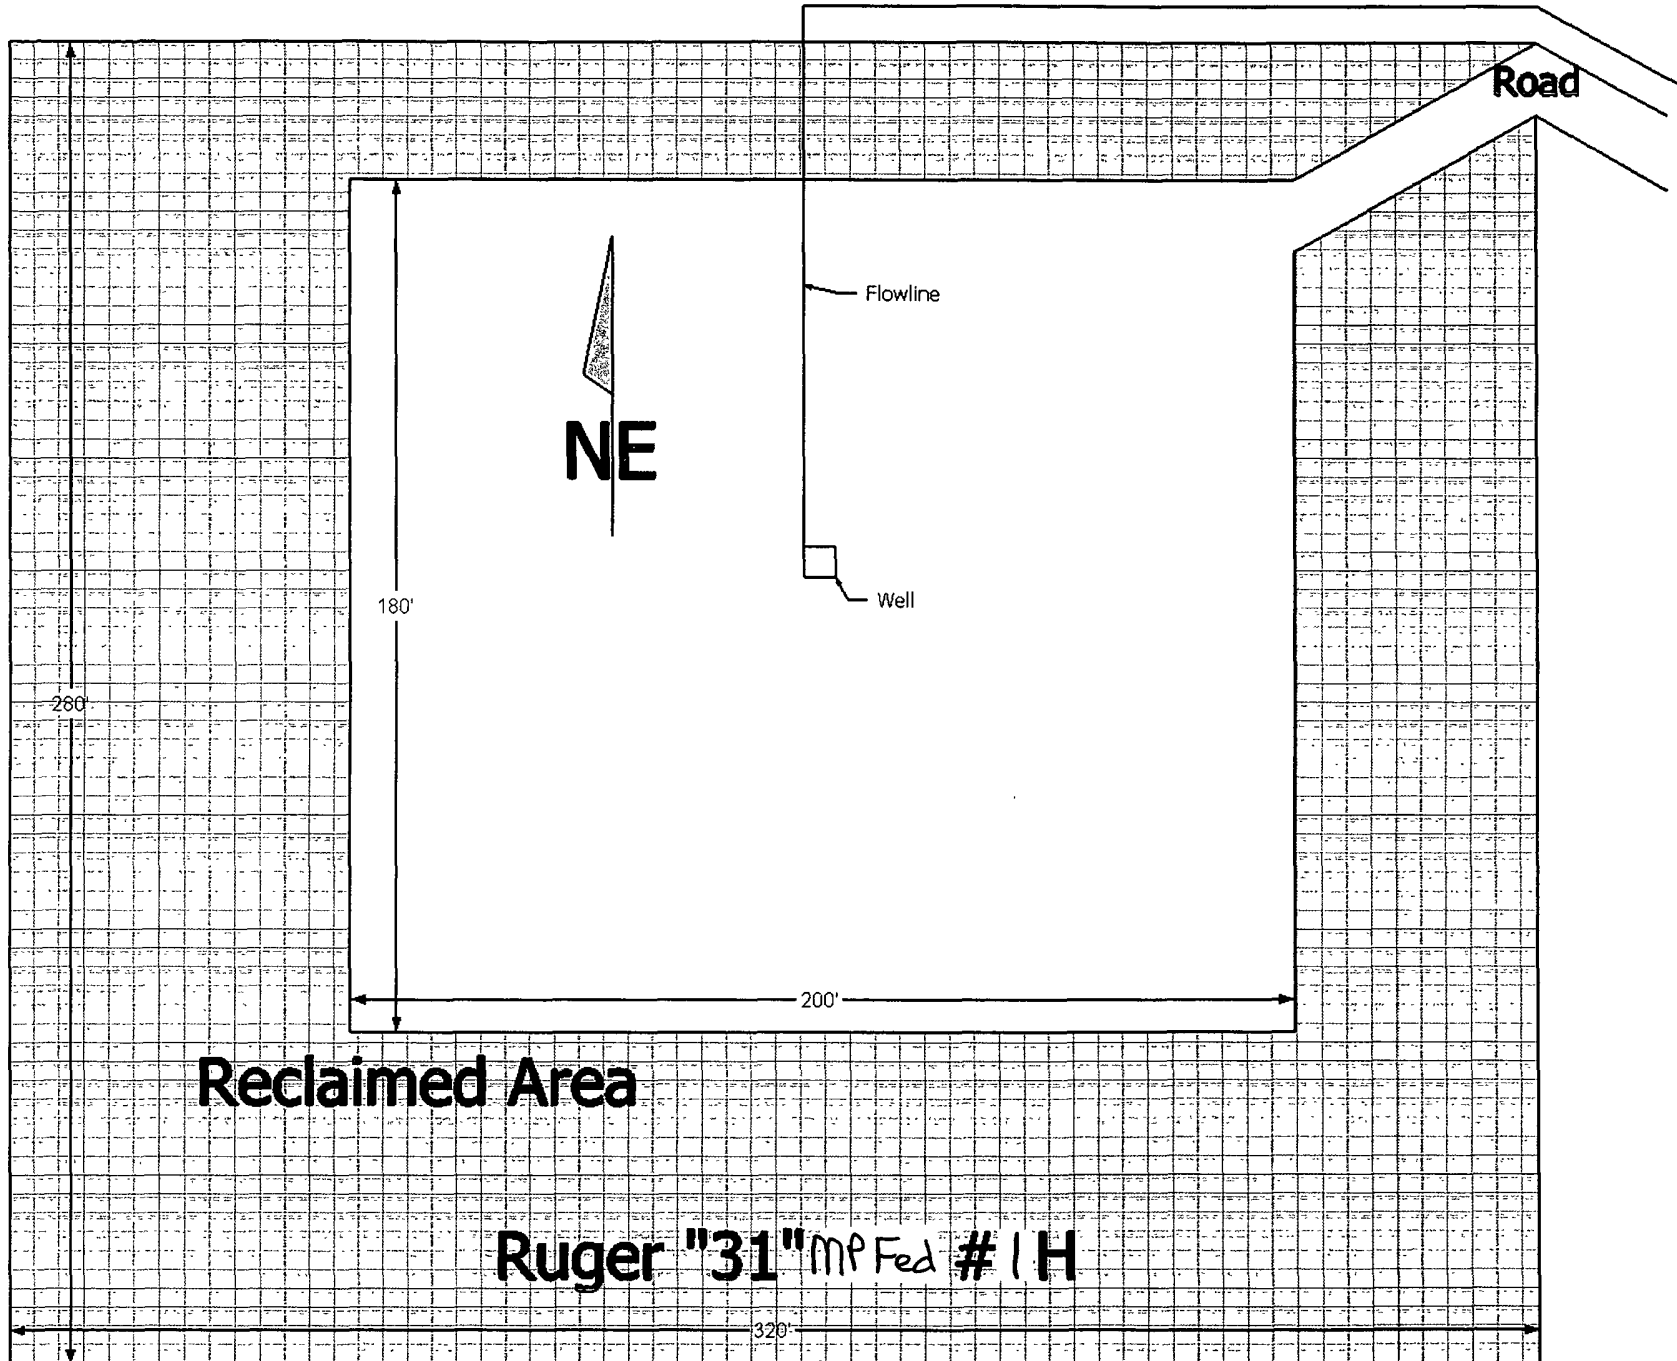 Road
Flowline
NE
Well
180'
280'
200'
Reclaimed Area
Ruger "31" MP Fed # 1 H
320'